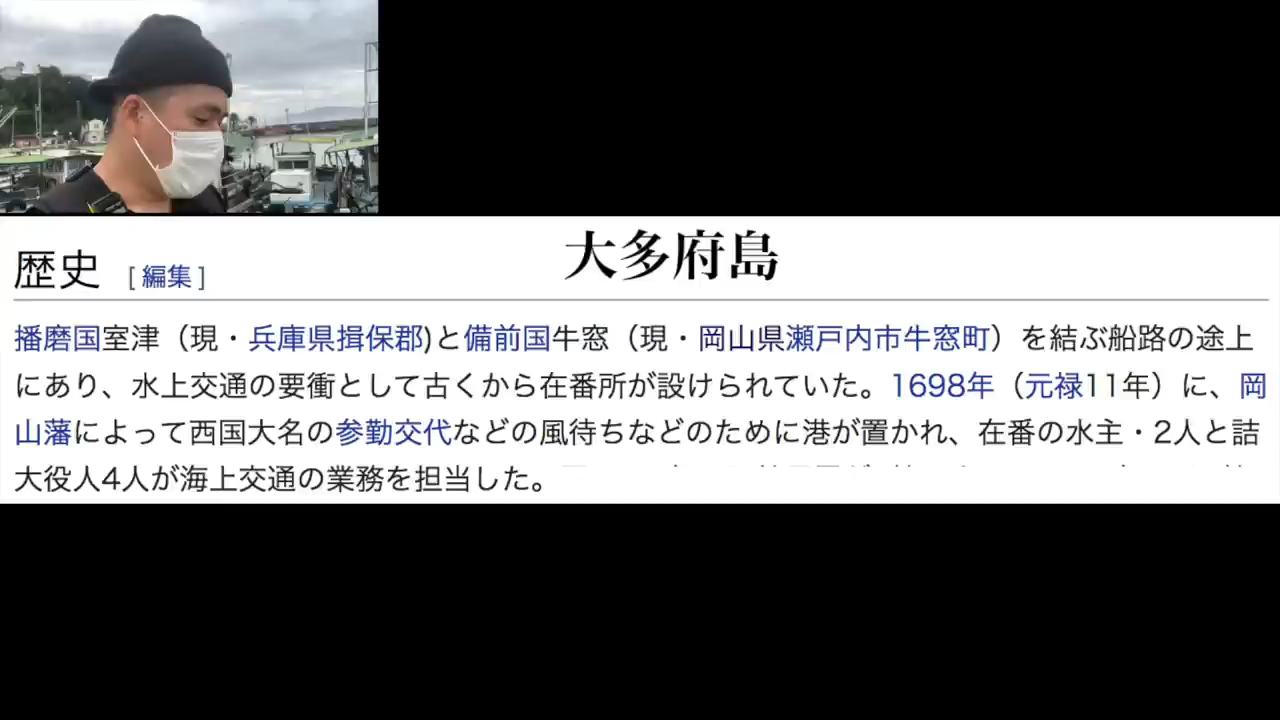 大多府島
歴史 [編集]
播磨国室津（現・兵庫県揖保郡)と備前国牛窓（現・岡山県瀬戸内市牛窓町）を結ぶ船路の途上
にあり、水上交通の要衝として古くから在番所が設けられていた。1698年（元禄11年）に、岡
山藩によって西国大名の参勤交代などの風待ちなどのために港が置かれ、在番の水主・2人と詰
大役人4人が海上交通の業務を担当した。